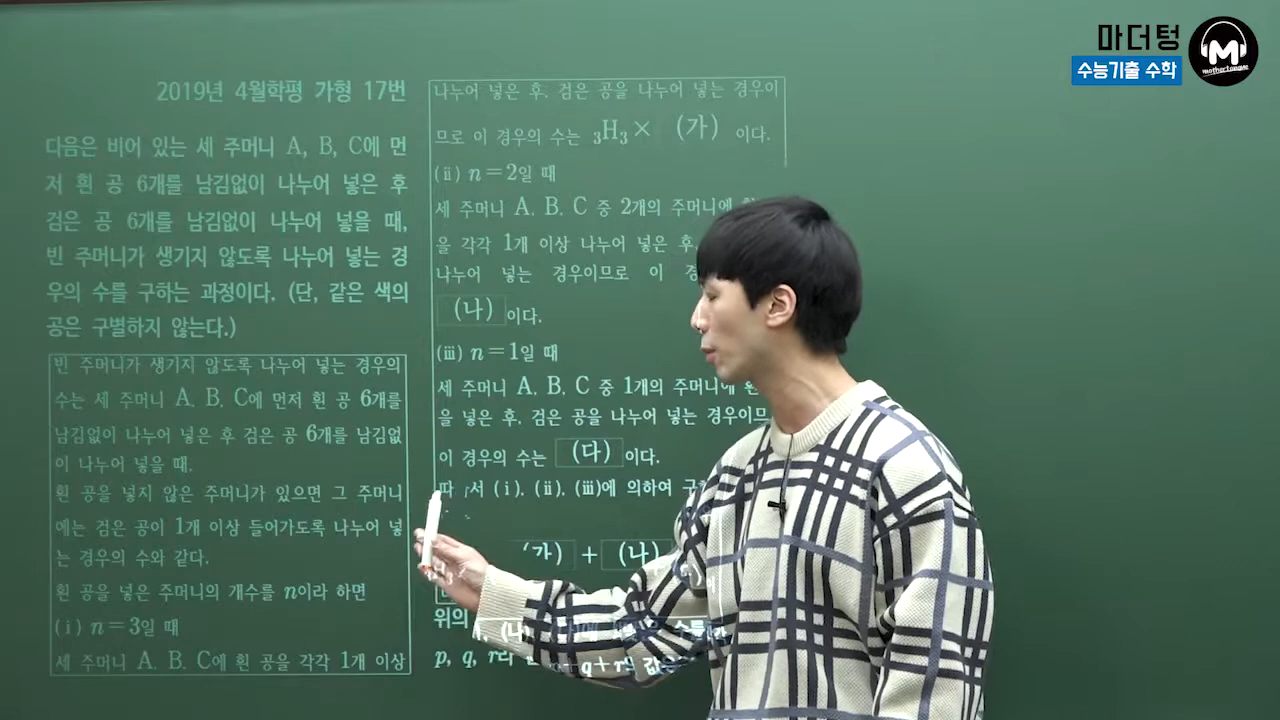 마더텅
수능기출 수학
mothertongue
2019년 4월학평 가형 17번
다음은 비어 있는 세 주머니 A, B, C에 먼
저 흰 공 6개를 남김없이 나누어 넣은 후
검은 공 6개를 남김없이 나누어 넣을 때,
빈 주머니가 생기지 않도록 나누어 넣는 경
우의 수를 구하는 과정이다. (단, 같은 색의
공은 구별하지 않는다.)
빈 주머니가 생기지 않도록 나누어 넣는 경우의
수는 세 주머니 A, B, C에 먼저 흰 공 6개를
남김없이 나누어 넣은 후 검은 공 6개를 남김없
이 나누어 넣을 때,
흰 공을 넣지 않은 주머니가 있으면 그 주머니
에는 검은 공이 1개 이상 들어가도록 나누어 넣
는 경우의 수와 같다.
흰 공을 넣은 주머니의 개수를 n이라 하면
(ⅰ) n=3일 때
세 주머니 A, B, C에 흰 공을 각각 1개 이상
나누어 넣은 후, 검은 공을 나누어 넣는 경우이
므로 이 경우의 수는 ₃H₃× (가) 이다.
(ⅱ) n=2일 때
세 주머니 A, B, C 중 2개의 주머니에
을 각각 1개 이상 나누어 넣은 후,
나누어 넣는 경우이므로 이
(나) 이다.
(ⅲ) n=1일 때
세 주머니 A, B, C 중 1개의 주머니에
을 넣은 후, 검은 공을 나누어 넣는 경우이므
이 경우의 수는 (다) 이다.
서 (ⅰ), (ⅱ), (ⅲ)에 의하여
(가) + (나)
위의 (나)
p, q, r q+r의 값